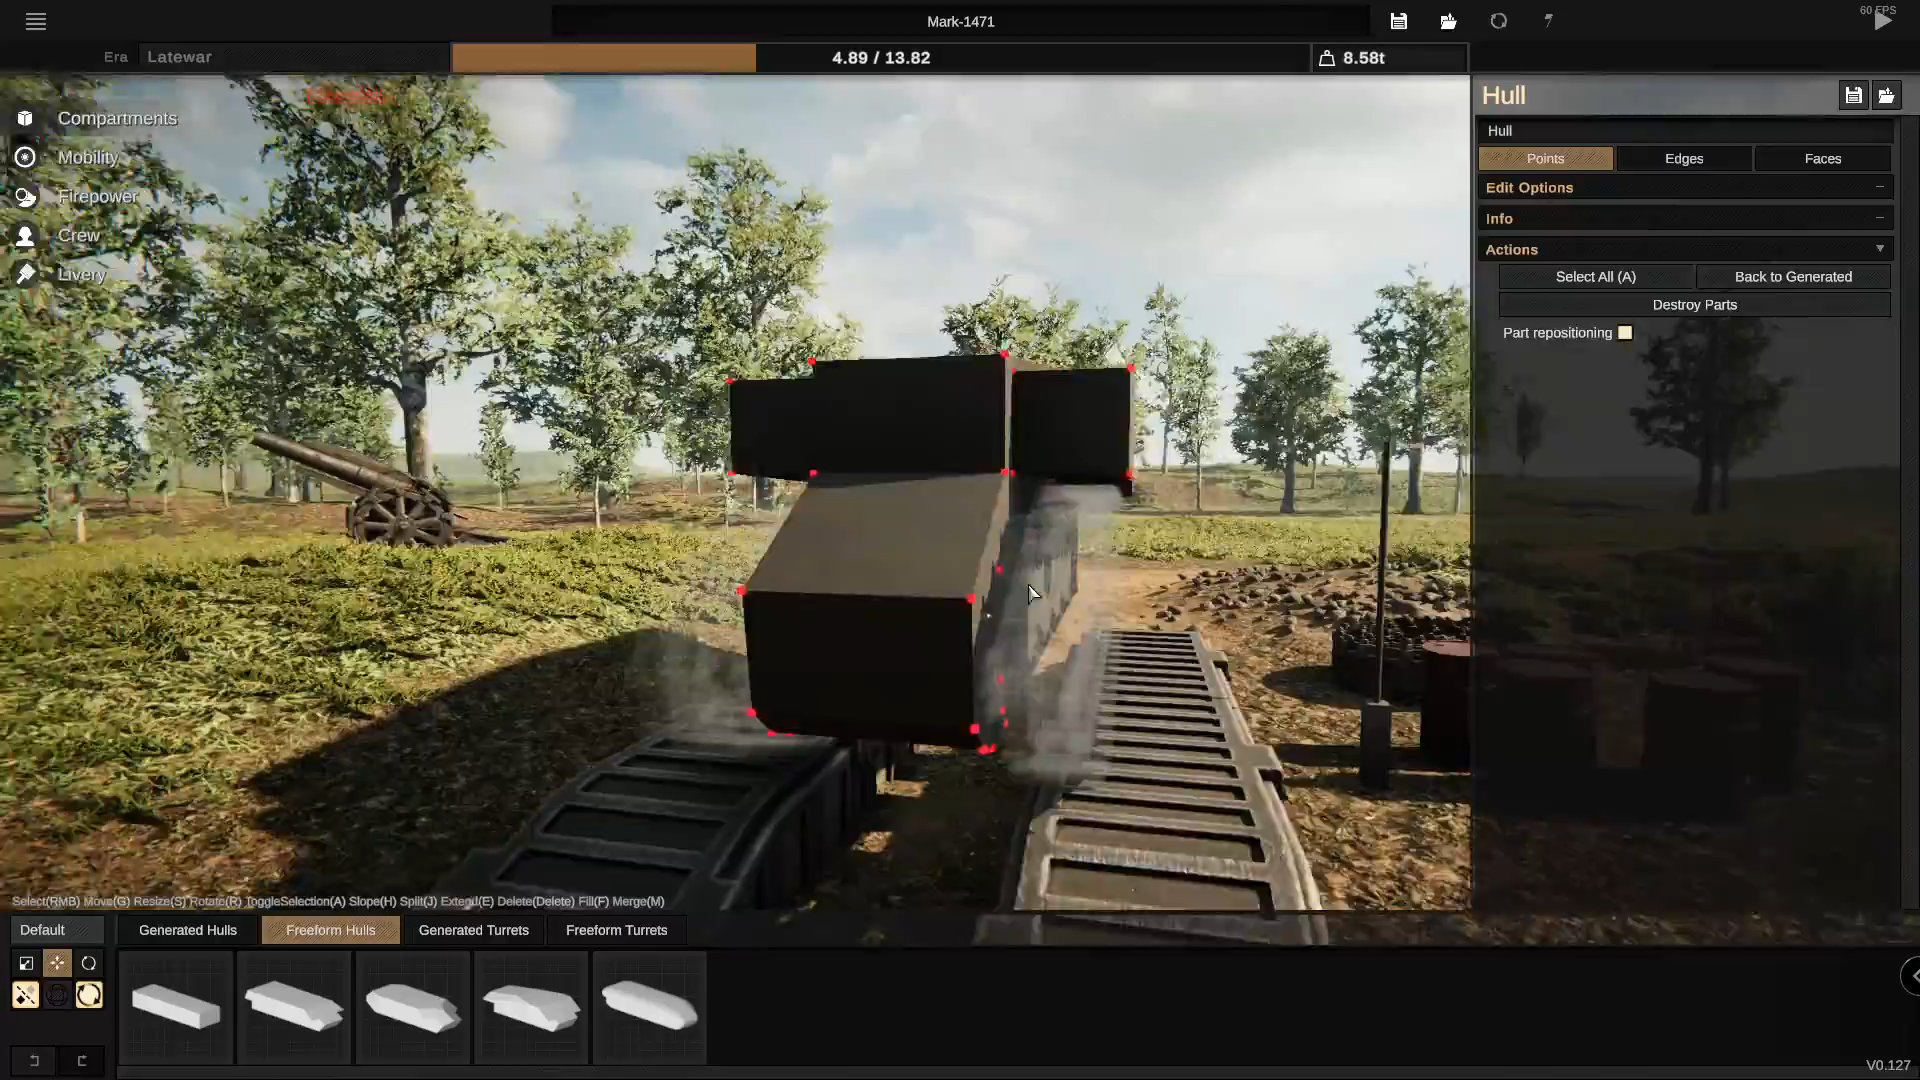 Mark-1471
60 FPS
Era
Latewar
4.89 / 13.82
8.58t
Compartments
Mobility
Firepower
Crew
Livery
Hull
Hull
Points
Edges
Faces
Edit Options
Info
Actions
Select All (A)
Back to Generated
Destroy Parts
Part repositioning
Select(RMB) Move(G) Resize(S) Rotate(R) ToggleSelection(A) Slope(H) Split(J) Extend(E) Delete(Delete) Fill(F) Merge(M)
Default
Generated Hulls
Freeform Hulls
Generated Turrets
Freeform Turrets
V0.127